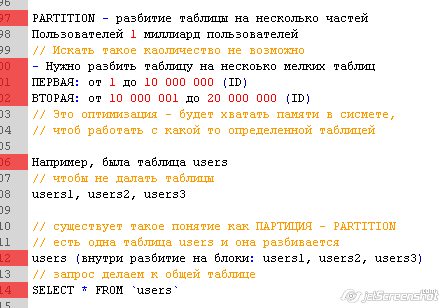 96
97 PARTITION - разбитие таблицы на несколько частей
98 Пользователей 1 миллиард пользователей
99 // Искать такое каоличество не возможно
00 - Нужно разбить таблицу на несокько мелких таблиц
01 ПЕРВАЯ: от 1 до 10 000 000 (ID)
02 ВТОРАЯ: от 10 000 001 до 20 000 000 (ID)
03 // Это оптимизация - будет хватать памяти в сисмете,
04 // чтоб работать с какой то определенной таблицей
05
06 Например, была таблица users
07 // чтобы не далать таблицы
08 users1, users2, users3
09
10 // существует такое понятие как ПАРТИЦИЯ - PARTITION
11 // есть одна таблица users и она разбивается
12 users (внутри разбитие на блоки: users1, users2, users3)
13 // запрос делаем к общей таблице
14 SELECT * FROM `users`
jetScreenshot